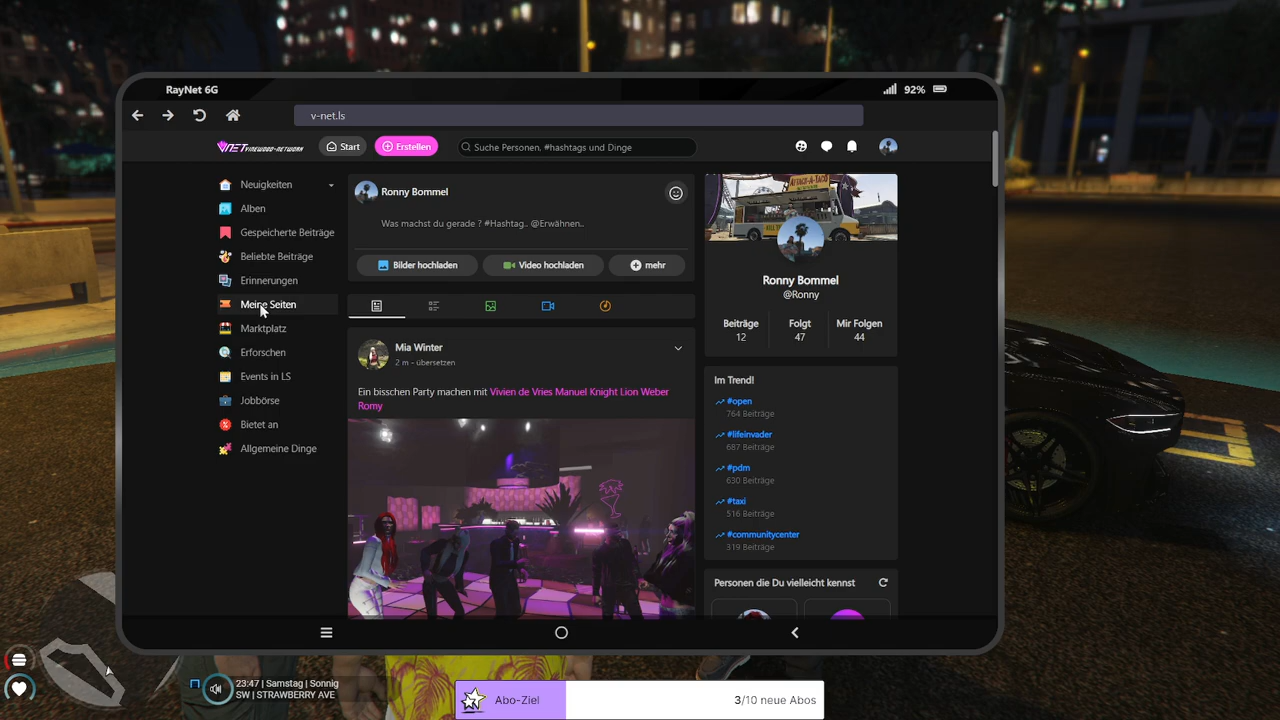 RayNet 6G
92%
v-net.ls
VNET VINEWOOD-NETWORK
Start
Erstellen
Suche Personen, #hashtags und Dinge
Neuigkeiten
Alben
Gespeicherte Beiträge
Beliebte Beiträge
Erinnerungen
Meine Seiten
Marktplatz
Erforschen
Events in LS
Jobbörse
Bietet an
Allgemeine Dinge
Ronny Bommel
Was machst du gerade ? #Hashtag.. @Erwähnen..
Bilder hochladen
Video hochladen
mehr
Mia Winter
2 m - übersetzen
Ein bisschen Party machen mit Vivien de Vries Manuel Knight Lion Weber
Romy
ATTACK-A-TACO
Ronny Bommel
@Ronny
Beiträge
12
Folgt
47
Mir Folgen
44
Im Trend!
#open
764 Beiträge
#lifeinvader
687 Beiträge
#pdm
630 Beiträge
#taxi
516 Beiträge
#communitycenter
319 Beiträge
Personen die Du vielleicht kennst
23:47 | Samstag | Sonnig
SW | STRAWBERRY AVE
Abo-Ziel
3/10 neue Abos